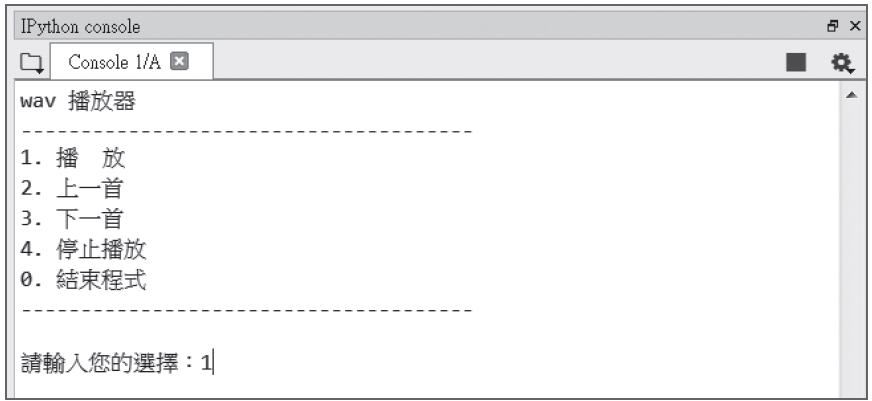 IPython console
Console 1/A
wav 播放器
--------------------------------------
1. 播　放
2. 上一首
3. 下一首
4. 停止播放
0. 結束程式
--------------------------------------
請輸入您的選擇：1